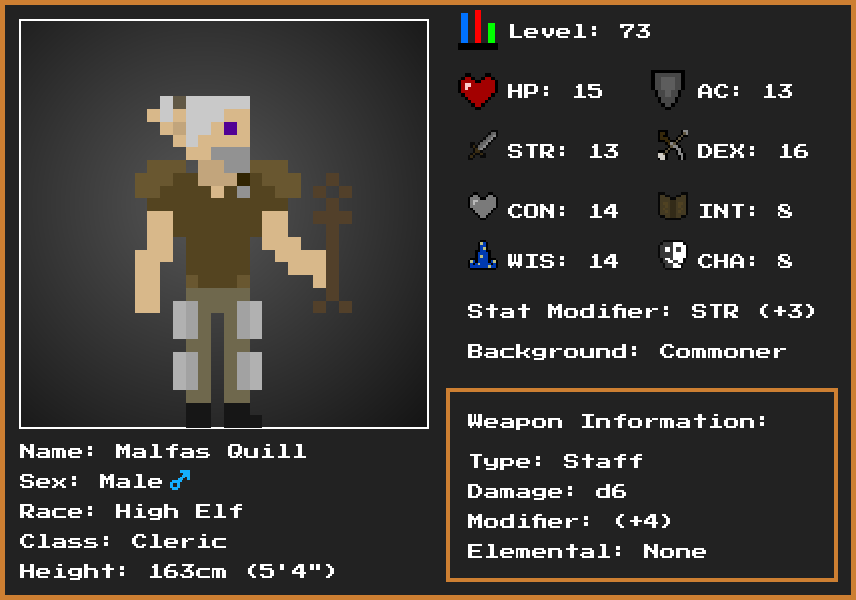 Level: 73
HP: 15
AC: 13
STR: 13
DEX: 16
CON: 14
INT: 8
WIS: 14
CHA: 8
Stat Modifier: STR (+3)
Background: Commoner
Weapon Information:
Type: Staff
Damage: d6
Modifier: (+4)
Elemental: None
Name: Malfas Quill
Sex: Male♂
Race: High Elf
Class: Cleric
Height: 163cm (5'4")